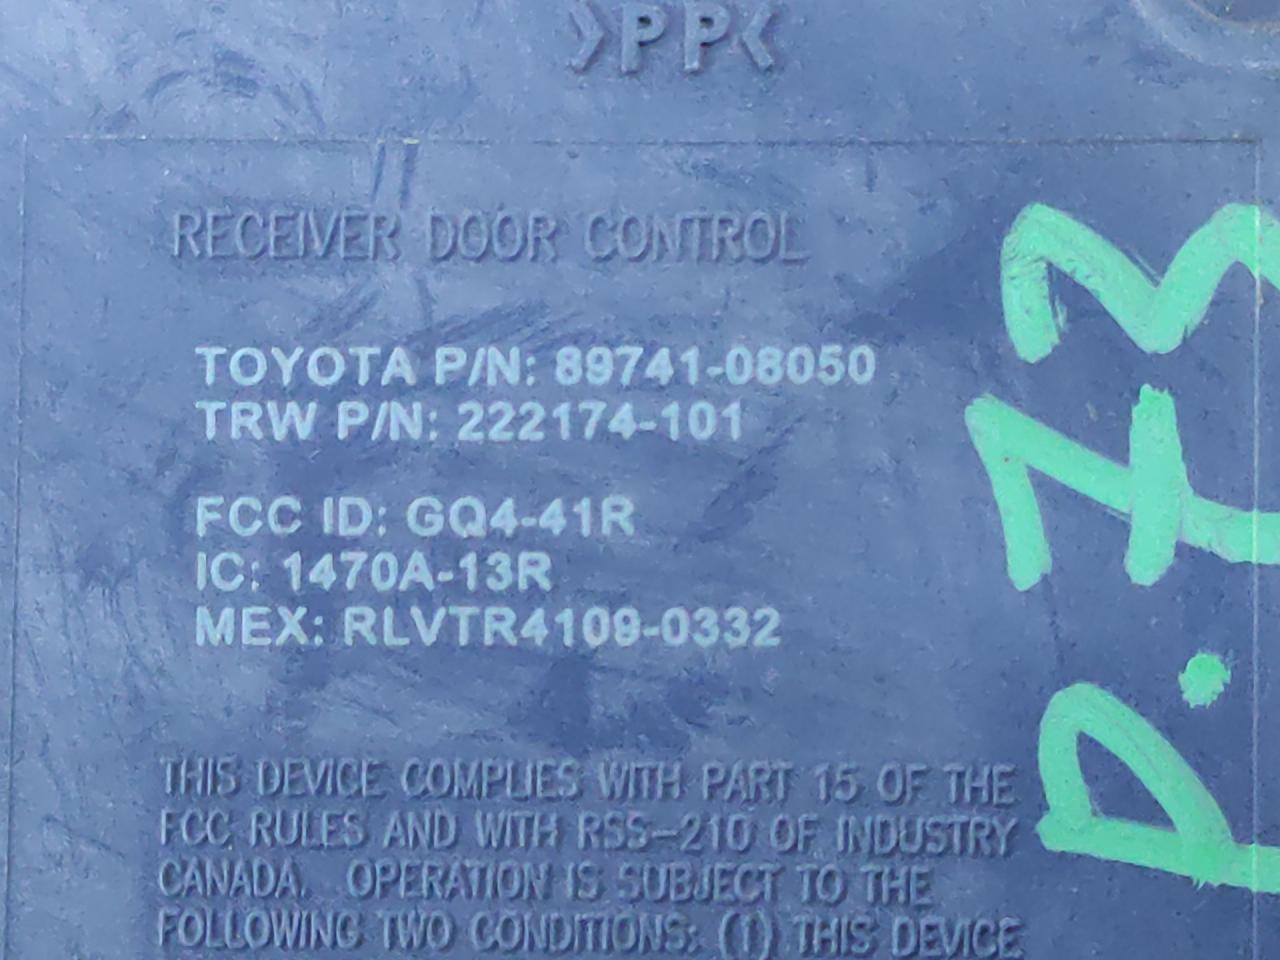 >PP<
RECEIVER DOOR CONTROL
TOYOTA P/N: 89741-08050
TRW P/N: 222174-101
FCC ID: GQ4-41R
IC: 1470A-13R
MEX: RLVTR4109-0332
THIS DEVICE COMPLIES WITH PART 15 OF THE
FCC RULES AND WITH RSS-210 OF INDUSTRY
CANADA. OPERATION IS SUBJECT TO THE
FOLLOWING TWO CONDITIONS: (1) THIS DEVICE